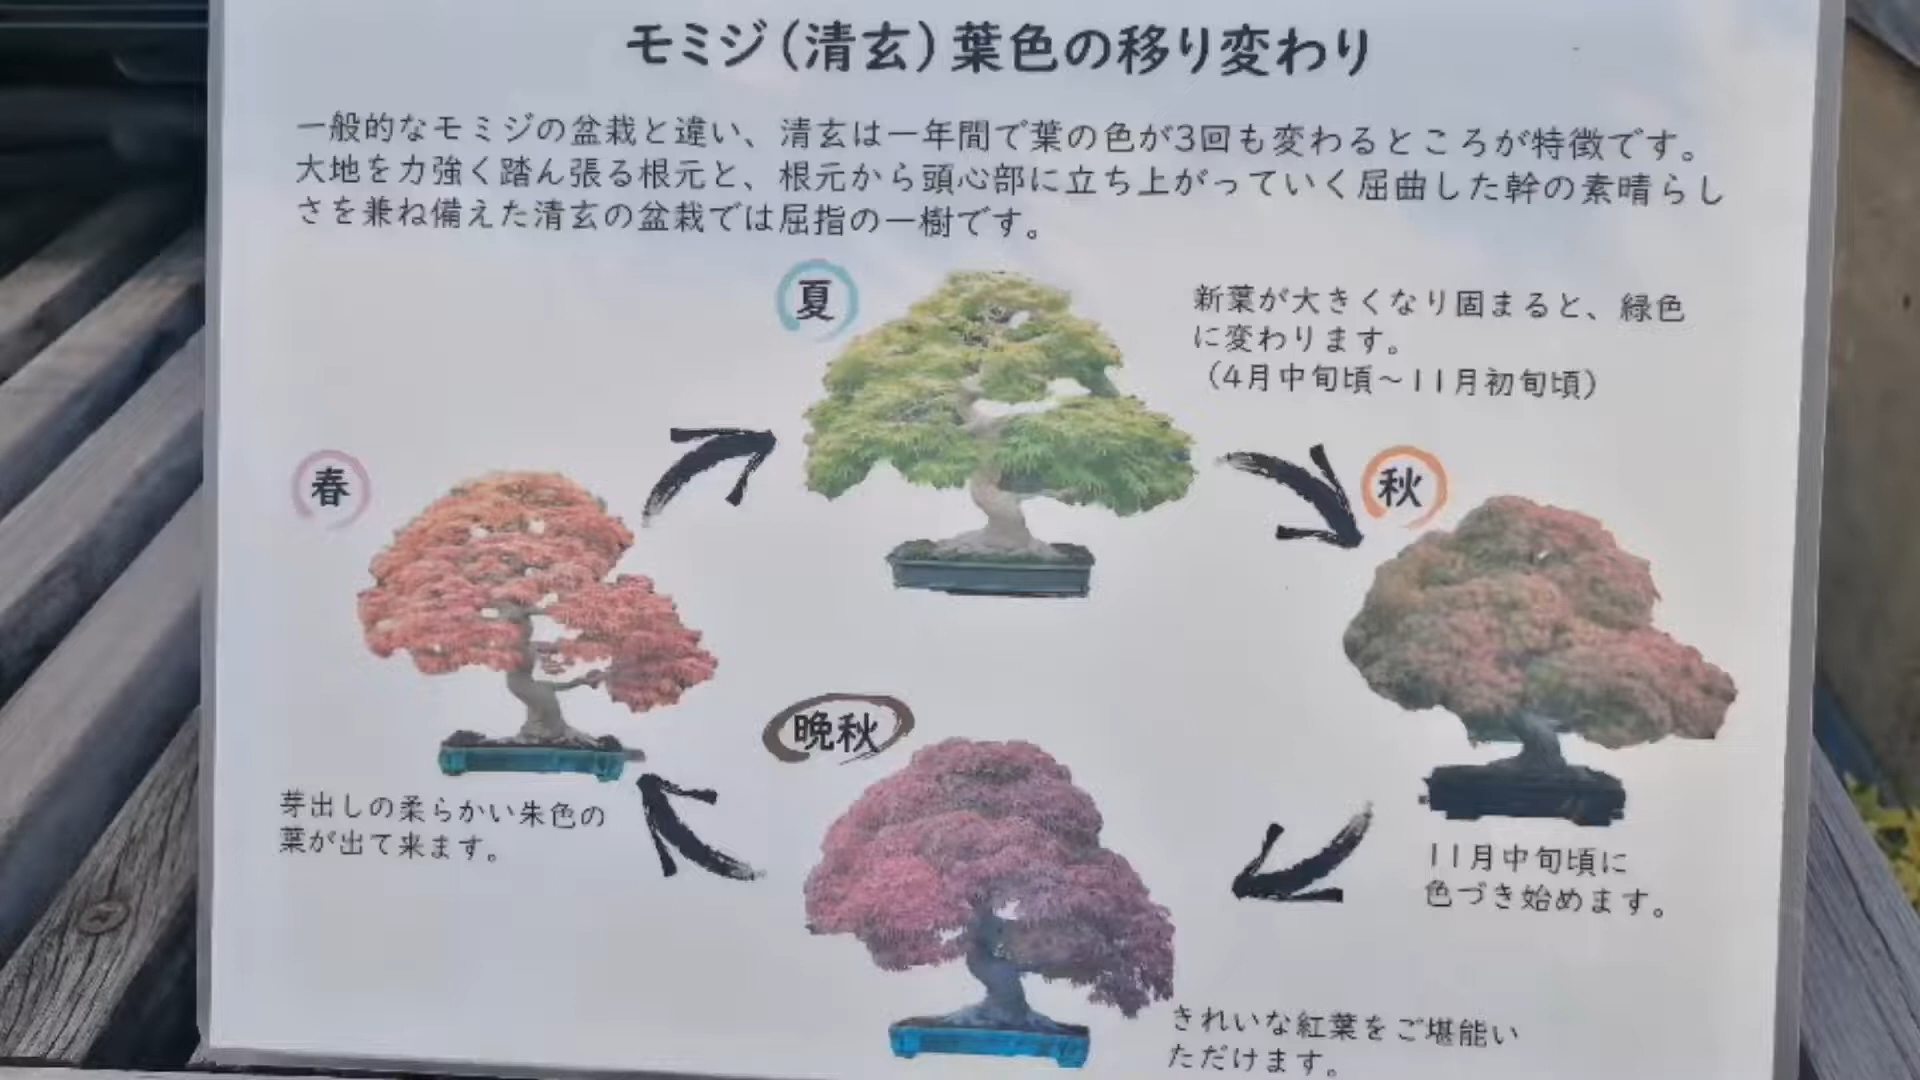 モミジ（清玄）葉色の移り変わり
一般的なモミジの盆栽と違い、清玄は一年間で葉の色が3回も変わるところが特徴です。
大地を力強く踏ん張る根元と、根元から頭心部に立ち上がっていく屈曲した幹の素晴らし
さを兼ね備えた清玄の盆栽では屈指の一樹です。
夏
新葉が大きくなり固まると、緑色
に変わります。
（4月中旬頃～11月初旬頃）
春
芽出しの柔らかい朱色の
葉が出て来ます。
秋
11月中旬頃に
色づき始めます。
晩秋
きれいな紅葉をご堪能い
ただけます。